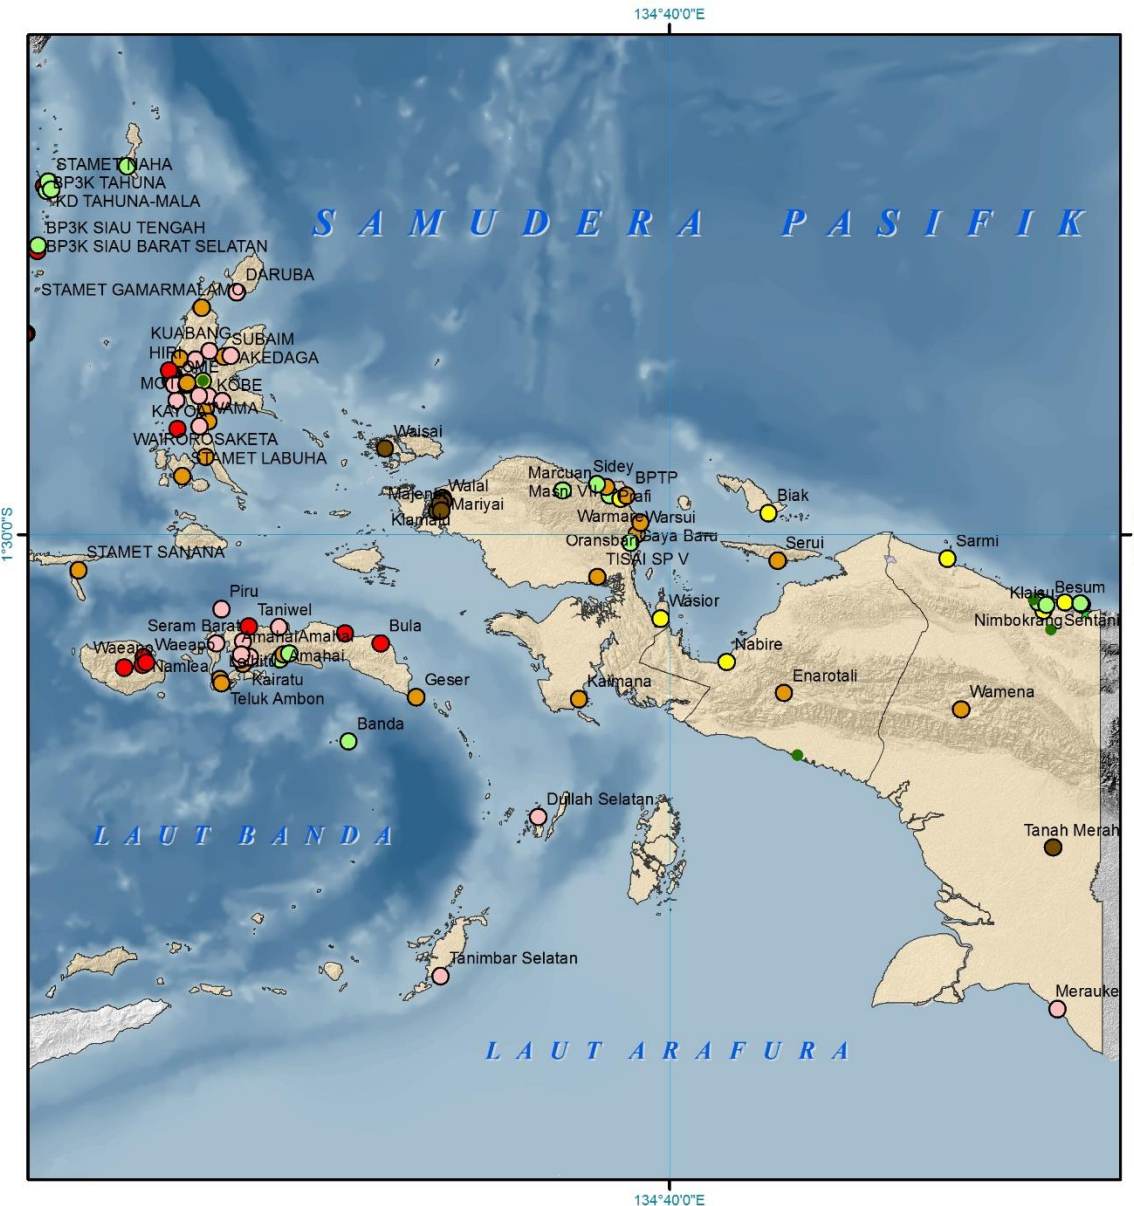 134°40'0"E
STAMET NAHA
BP3K TAHUNA
KD TAHUNA-MALA
SAMUDERA PASIFIK
BP3K SIAU TENGAH
BP3K SIAU BARAT SELATAN
DARUBA
STAMET GAMARMALAMO
KUABANG
SUBAIM
HIRI
AKEDAGA
KOBE
WAIRORO
SAKETA
STAMET LABUHA
Waisai
Sidey
Marcuan
BPTP
Walal
Masni VII
Prafi
Biak
Mariyai
Klamalu
Warmare
Warsui
1°30'0"S
Oransbari
Gaya Baru
Serui
Sarmi
STAMET SANANA
TISAI SP V
Besum
Piru
Wasior
Taniwel
Nimbokrang
Sentani
Seram Barat
Bula
Amahai
Waeapo
Waeapo
Nabire
Amahai
Namlea
Kairatu
Geser
Kaimana
Enarotali
Wamena
Teluk Ambon
Banda
Dullah Selatan
LAUT BANDA
Tanah Merah
Tanimbar Selatan
Merauke
LAUT ARAFURA
134°40'0"E